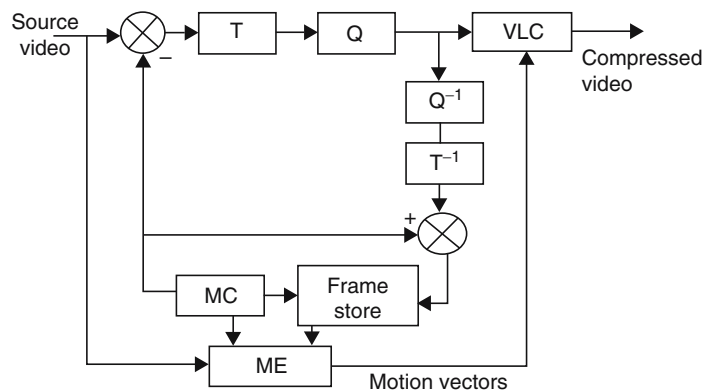 Source
video
T
Q
VLC
Compressed
video
−
Q−1
T−1
+
MC
Frame
store
ME
Motion vectors